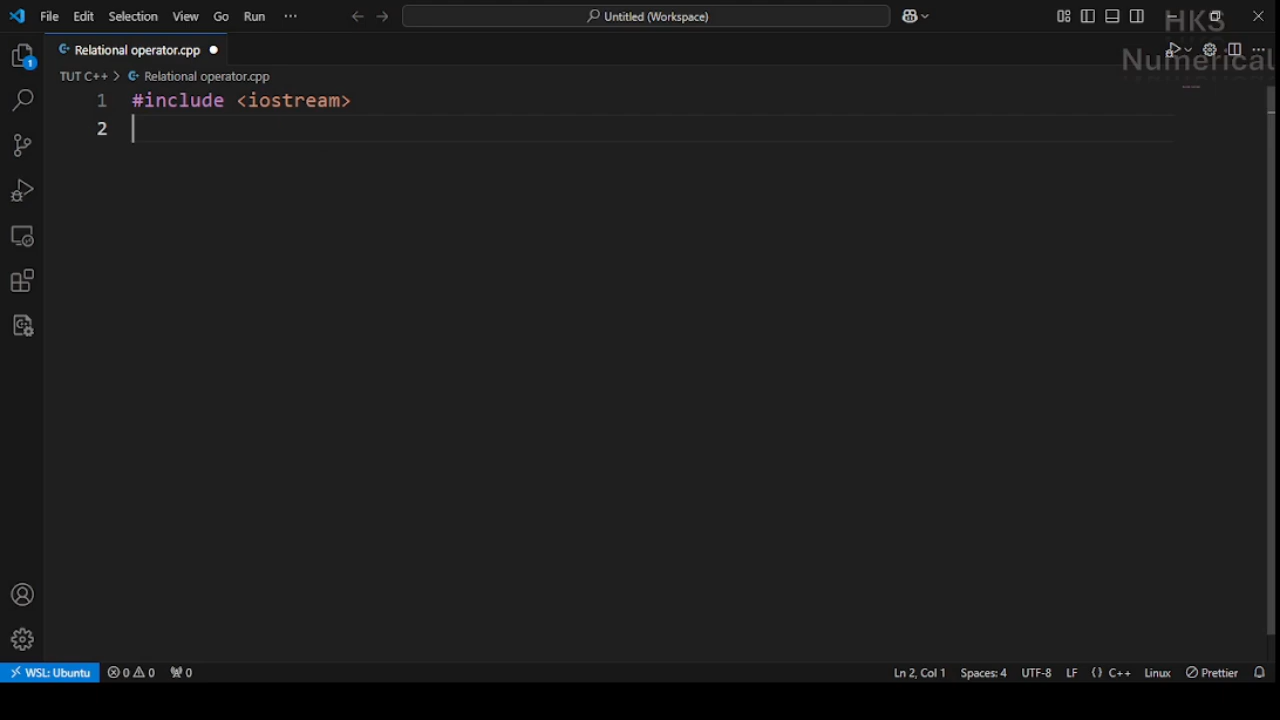 File Edit Selection View Go Run ··· Untitled (Workspace)
HKS
Numerical
Relational operator.cpp
TUT C++ > Relational operator.cpp
1 #include <iostream>
2
1
WSL: Ubuntu 0 0 0 Ln 2, Col 1 Spaces: 4 UTF-8 LF {} C++ Linux Prettier